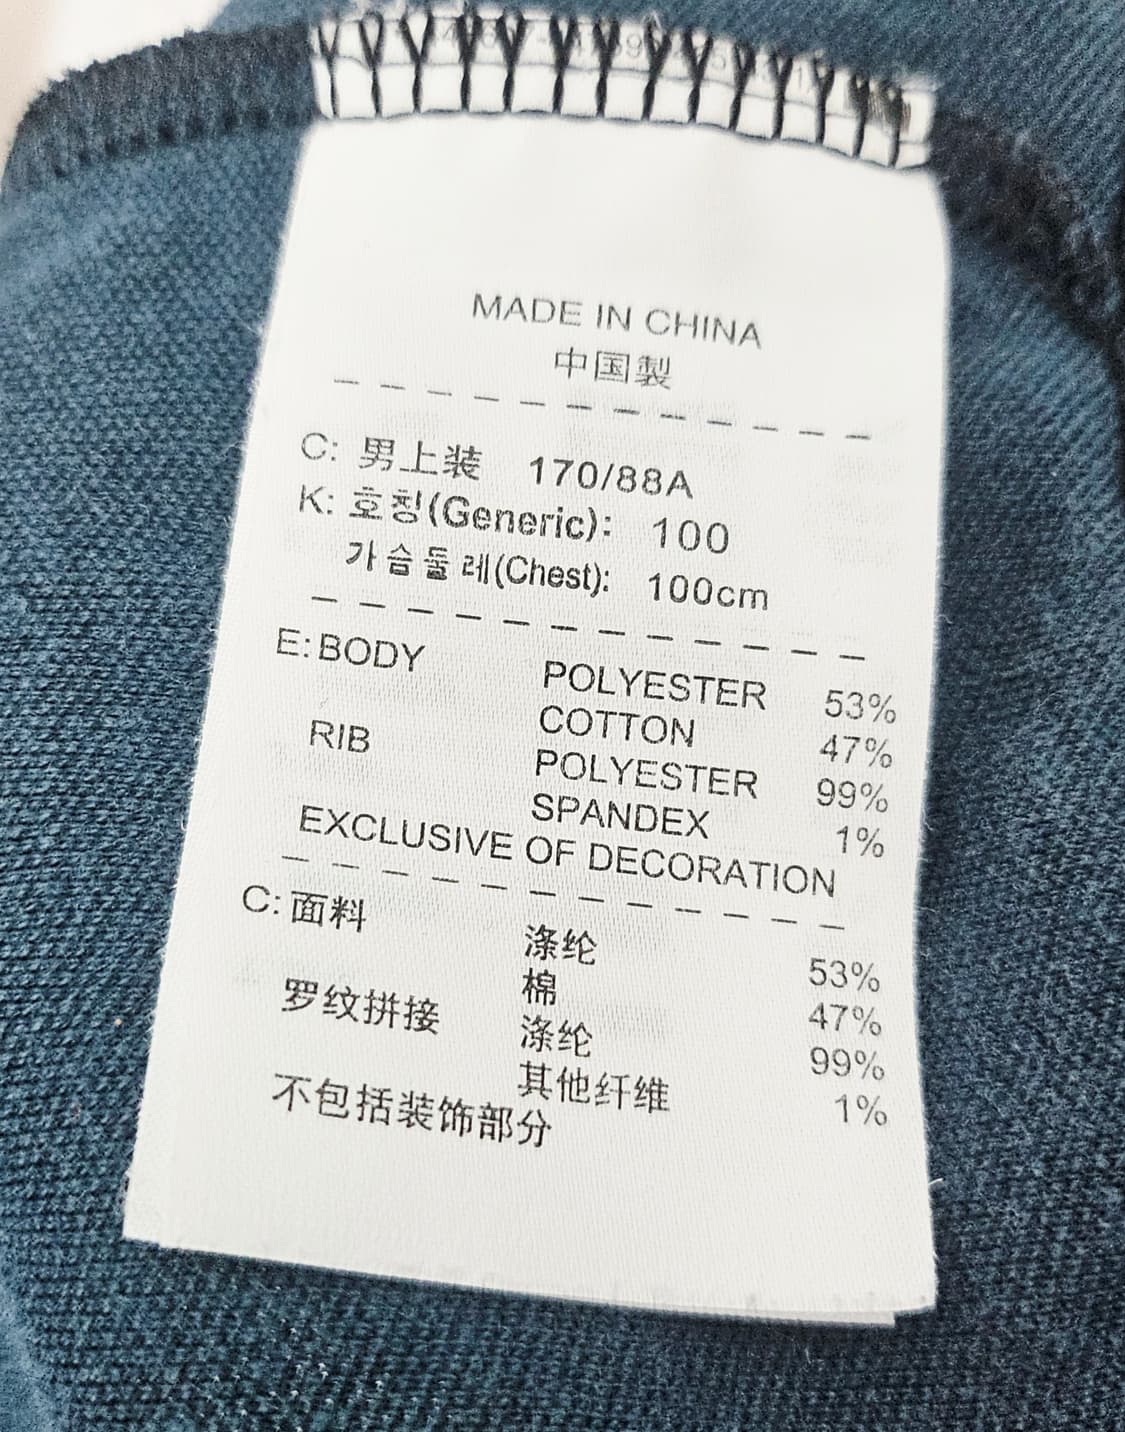 MADE IN CHINA
中国製
C: 男上装 170/88A
K: 호칭(Generic): 100
가슴둘레(Chest): 100cm
E: BODY POLYESTER 53%
COTTON 47%
RIB POLYESTER 99%
SPANDEX 1%
EXCLUSIVE OF DECORATION
C: 面料 涤纶 53%
棉 47%
罗纹拼接 涤纶 99%
其他纤维 1%
不包括装饰部分